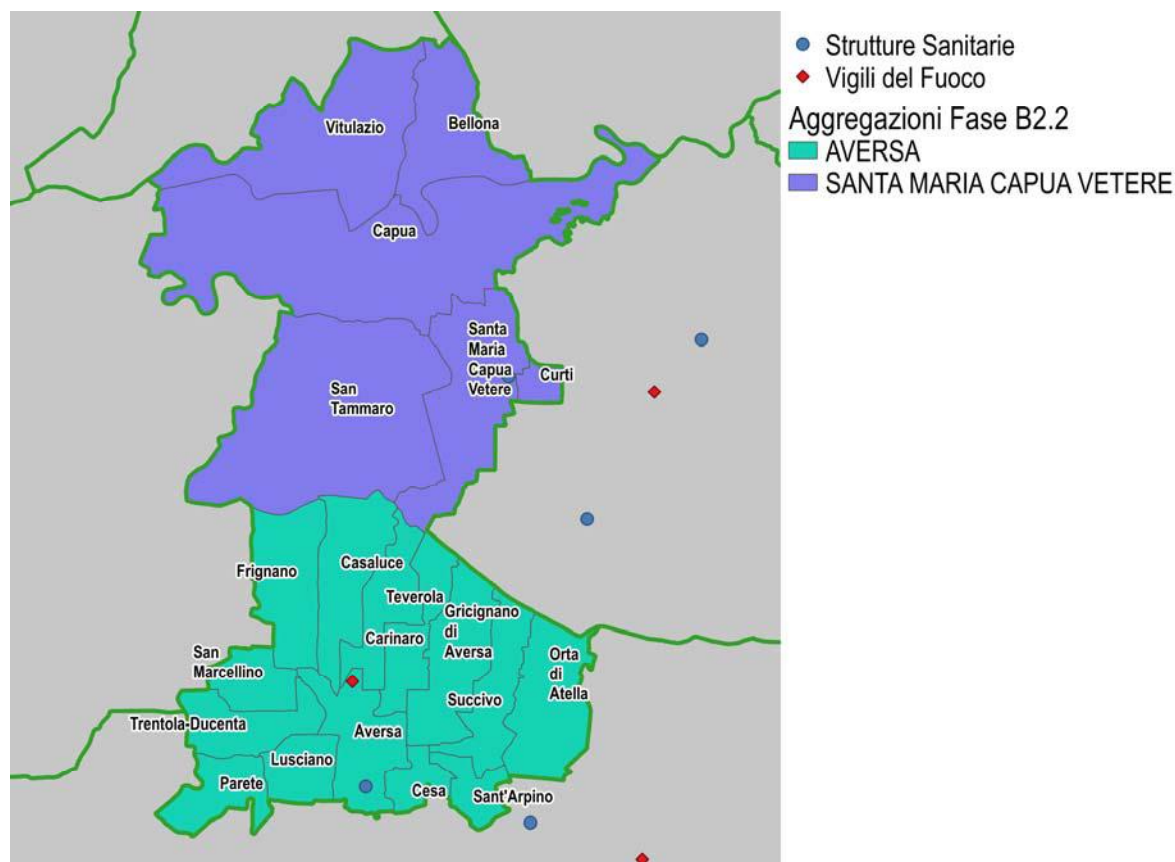 Strutture Sanitarie
Vigili del Fuoco
Aggregazioni Fase B2.2
AVERSA
SANTA MARIA CAPUA VETERE
Vitulazio
Bellona
Capua
Santa
Maria
Capua
Vetere
Curti
San
Tammaro
Casaluce
Frignano
Teverola
Gricignano
di
Aversa
Carinaro
San
Marcellino
Orta
di
Atella
Succivo
Trentola-Ducenta
Aversa
Lusciano
Parete
Cesa
Sant'Arpino